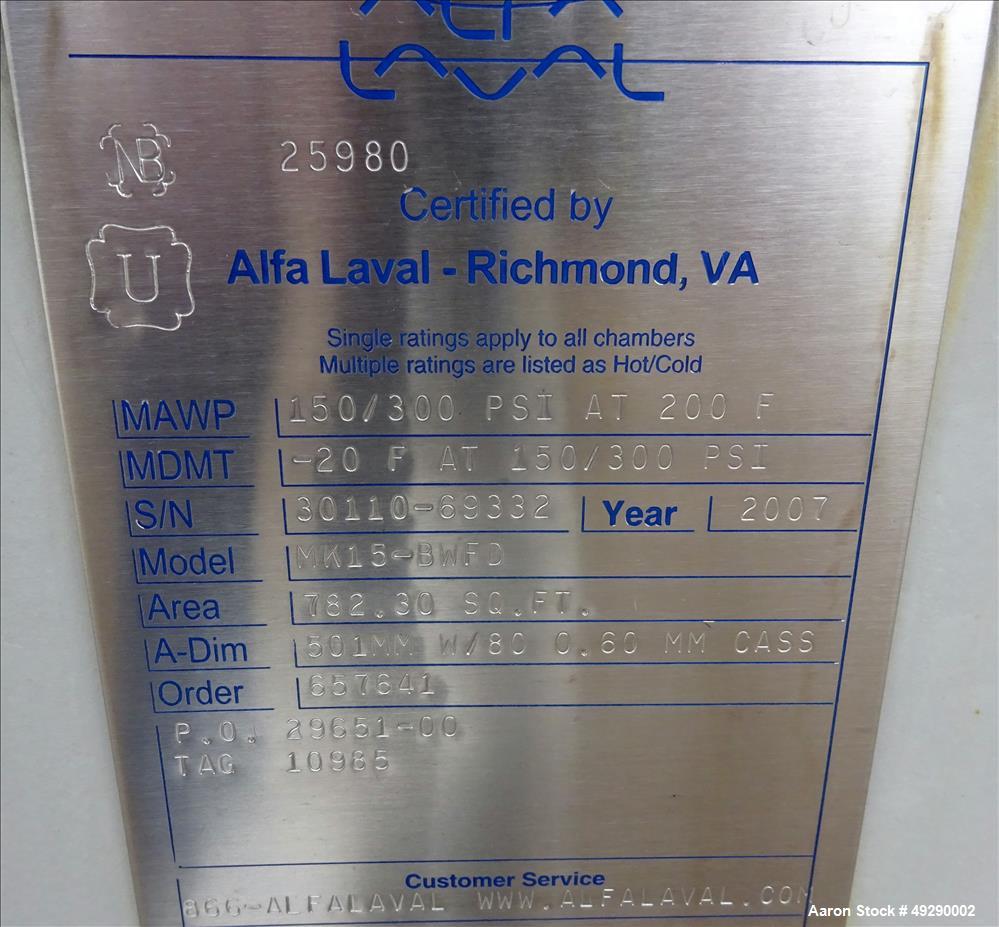 ALFA
LAVAL
NB 25980
Certified by
U
Alfa Laval - Richmond, VA
Single ratings apply to all chambers
Multiple ratings are listed as Hot/Cold
MAWP 150/300 PSI AT 200 F
MDMT -20 F AT 150/300 PSI
S/N 30110-69332 Year 2007
Model MK15-BWFD
Area 782.30 SQ.FT.
A-Dim 501MM W/80 0.60 MM CASS
Order 657641
P.O. 29651-00
TAG 10985
Customer Service
866-ALFALAVAL WWW.ALFALAVAL.COM
Aaron Stock # 49290002